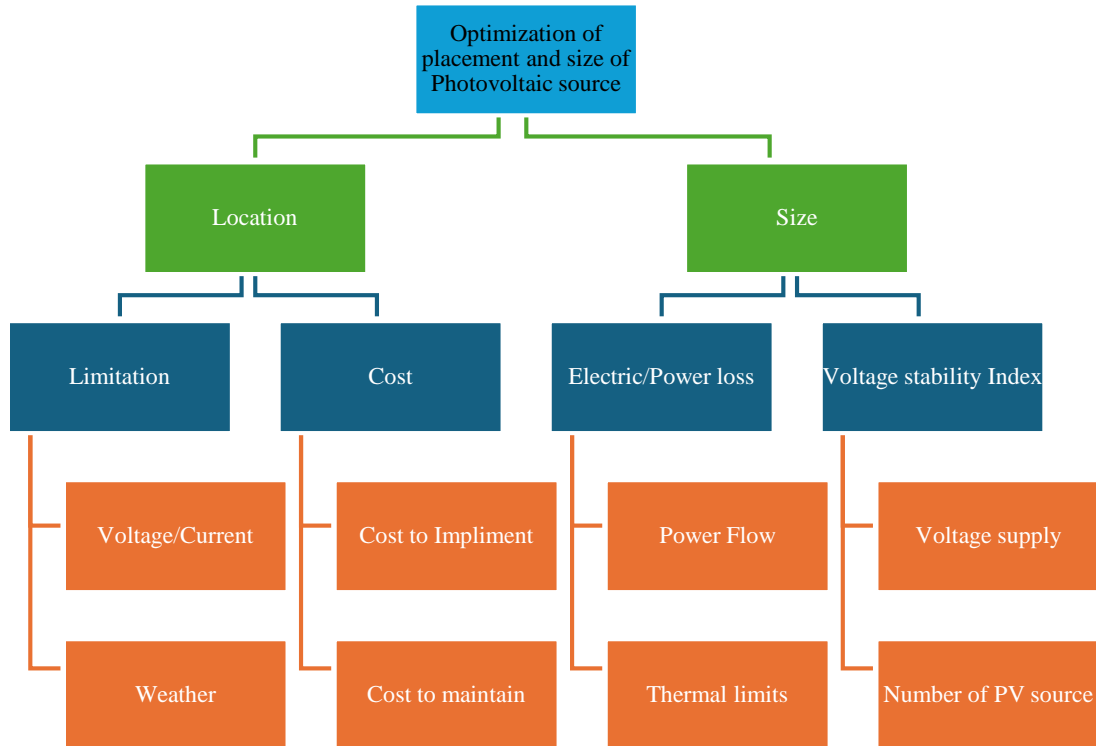 Optimization of
placement and size of
Photovoltaic source
Location
Size
Limitation
Cost
Electric/Power loss
Voltage stability Index
Voltage/Current
Cost to Impliment
Power Flow
Voltage supply
Weather
Cost to maintain
Thermal limits
Number of PV source